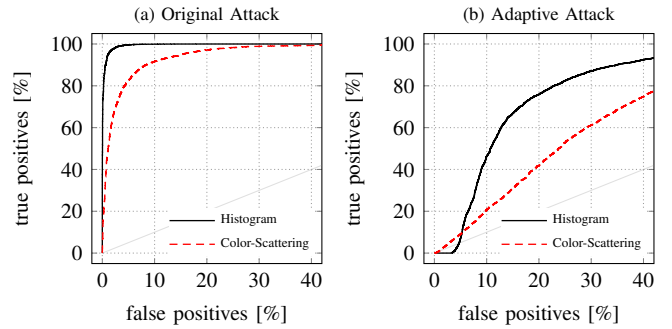 (a) Original Attack
100
80
60
40
20
0
true positives [%]
Histogram
Color-Scattering
0 10 20 30 40
false positives [%]
(b) Adaptive Attack
100
80
60
40
20
0
true positives [%]
Histogram
Color-Scattering
0 10 20 30 40
false positives [%]